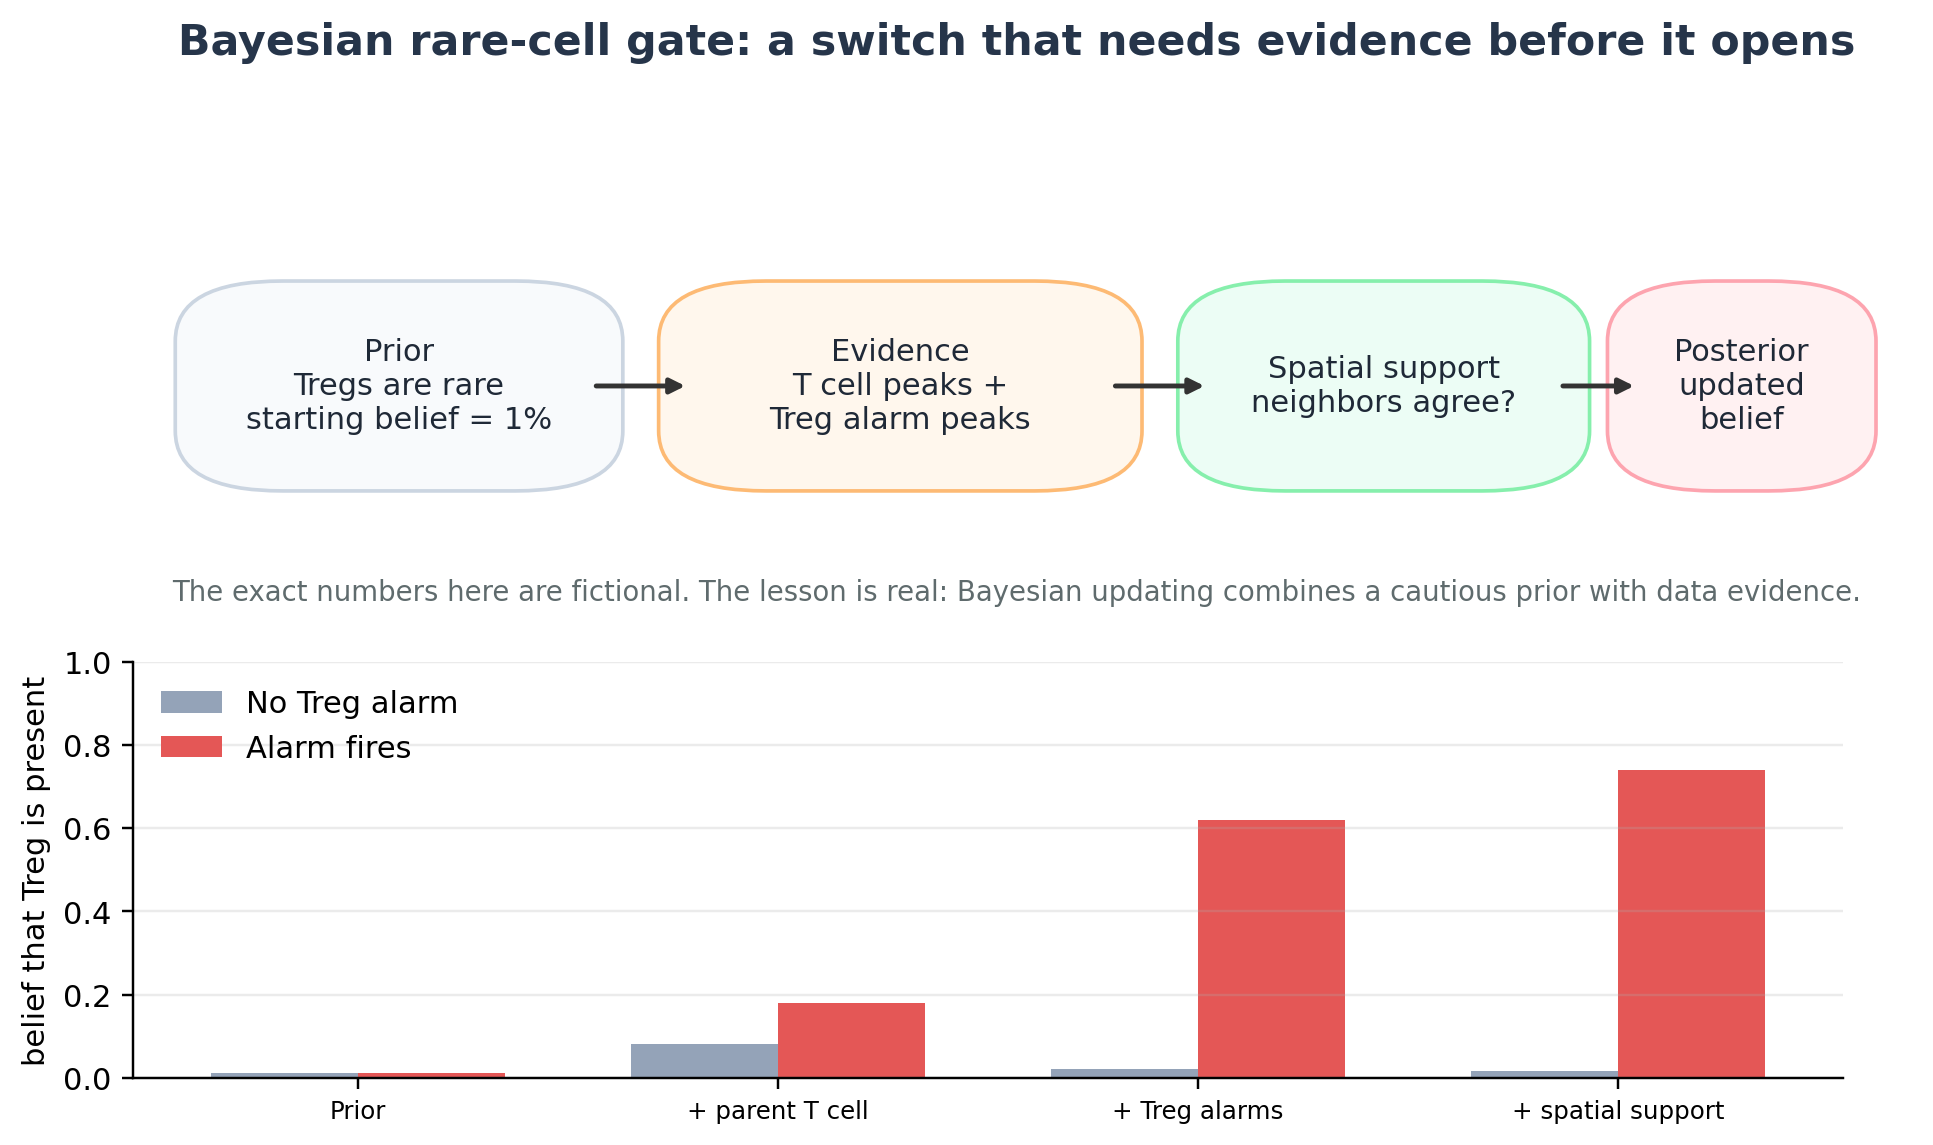 Bayesian rare-cell gate: a switch that needs evidence before it opens
Prior
Tregs are rare
starting belief = 1%
Evidence
T cell peaks +
Treg alarm peaks
Spatial support
neighbors agree?
Posterior
updated
belief
The exact numbers here are fictional. The lesson is real: Bayesian updating combines a cautious prior with data evidence.
belief that Treg is present
1.0
0.8
0.6
0.4
0.2
0.0
No Treg alarm
Alarm fires
Prior
+ parent T cell
+ Treg alarms
+ spatial support